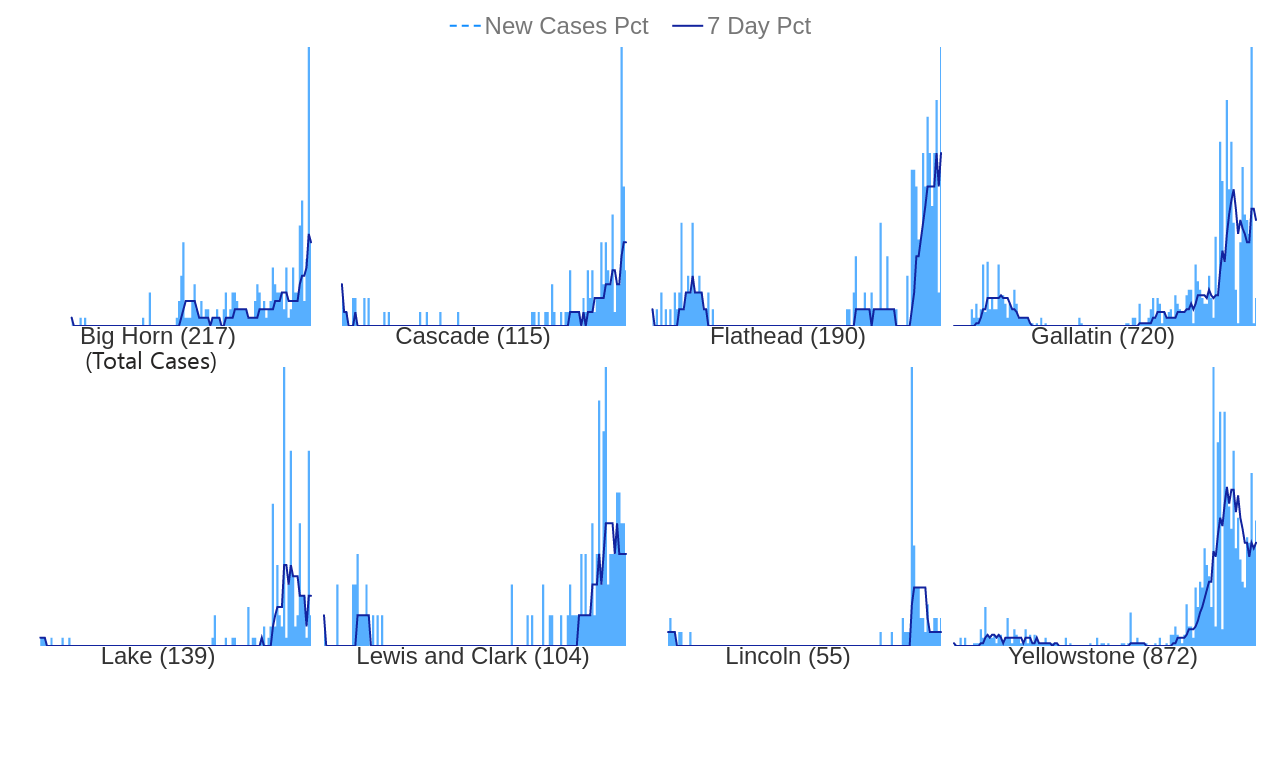 New Cases Pct 7 Day Pct
Big Horn (217) Cascade (115) Flathead (190) Gallatin (720)
(Total Cases)
Lake (139) Lewis and Clark (104) Lincoln (55) Yellowstone (872)